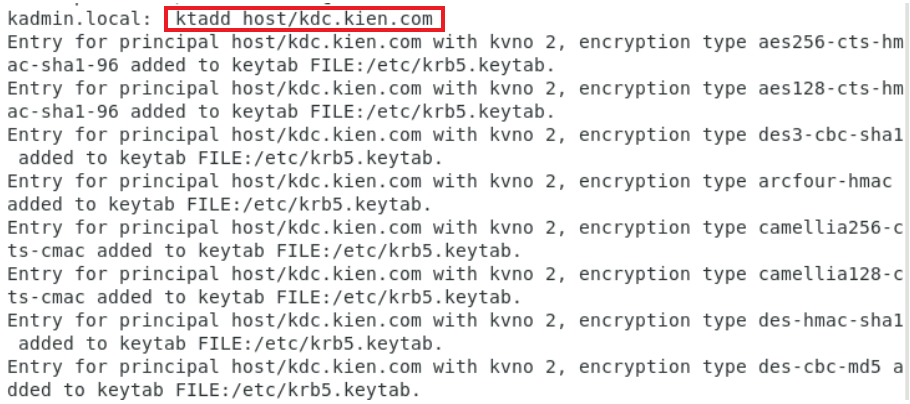 kadmin.local: ktadd host/kdc.kien.com
Entry for principal host/kdc.kien.com with kvno 2, encryption type aes256-cts-hm
ac-sha1-96 added to keytab FILE:/etc/krb5.keytab.
Entry for principal host/kdc.kien.com with kvno 2, encryption type aes128-cts-hm
ac-sha1-96 added to keytab FILE:/etc/krb5.keytab.
Entry for principal host/kdc.kien.com with kvno 2, encryption type des3-cbc-sha1
 added to keytab FILE:/etc/krb5.keytab.
Entry for principal host/kdc.kien.com with kvno 2, encryption type arcfour-hmac
added to keytab FILE:/etc/krb5.keytab.
Entry for principal host/kdc.kien.com with kvno 2, encryption type camellia256-c
ts-cmac added to keytab FILE:/etc/krb5.keytab.
Entry for principal host/kdc.kien.com with kvno 2, encryption type camellia128-c
ts-cmac added to keytab FILE:/etc/krb5.keytab.
Entry for principal host/kdc.kien.com with kvno 2, encryption type des-hmac-sha1
 added to keytab FILE:/etc/krb5.keytab.
Entry for principal host/kdc.kien.com with kvno 2, encryption type des-cbc-md5 a
dded to keytab FILE:/etc/krb5.keytab.